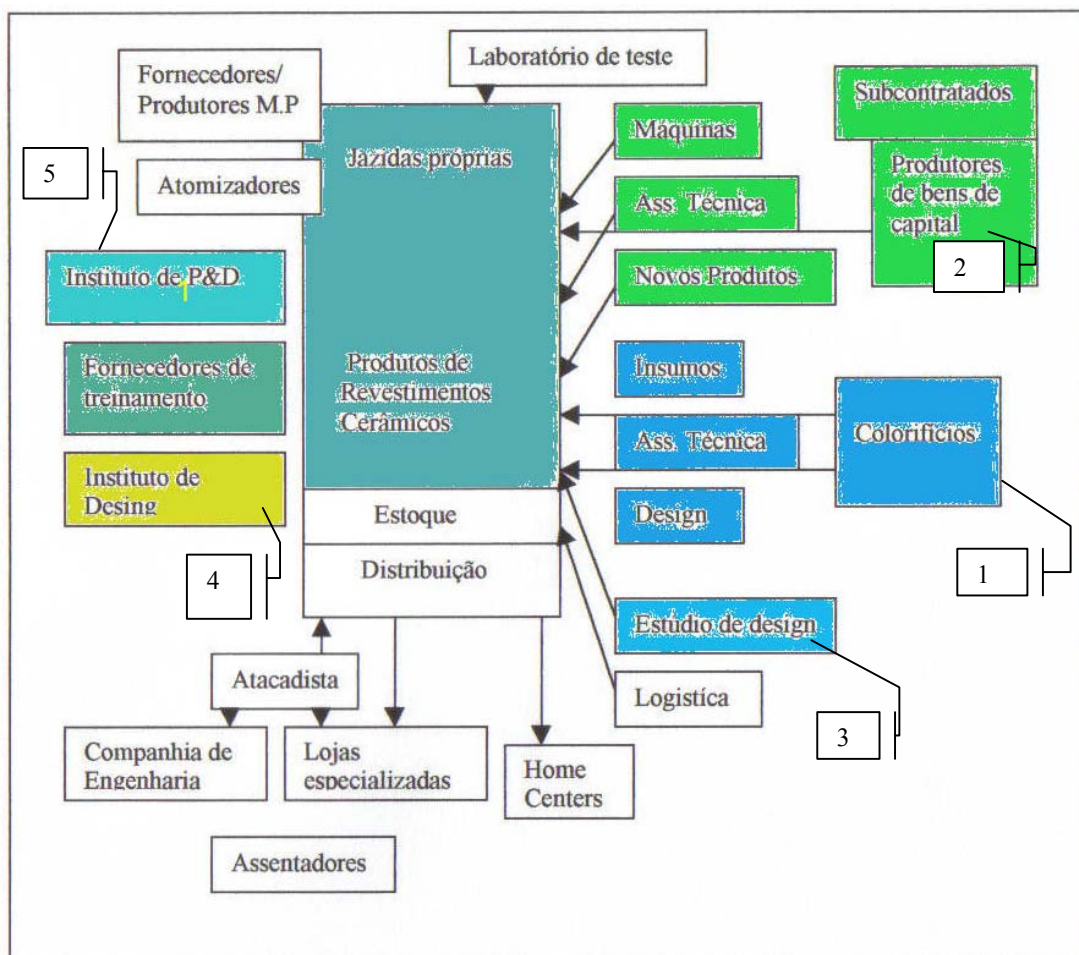 Laboratório de teste
Fornecedores/
Produtores M.P
Atomizadores
5
Instituto de P&D
Fornecedores de
treinamento
Instituto de
Desing
4
Jazidas próprias
Produtos de
Revestimentos
Cerâmicos
Estoque
Distribuição
Máquinas
Ass. Técnica
Novos Produtos
Subcontratados
Produtores
de bens de
capital
2
Insumos
Ass. Técnica
Design
Colorifícios
1
Estúdio de design
3
Logistíca
Atacadista
Companhia de
Engenharia
Lojas
especializadas
Home
Centers
Assentadores